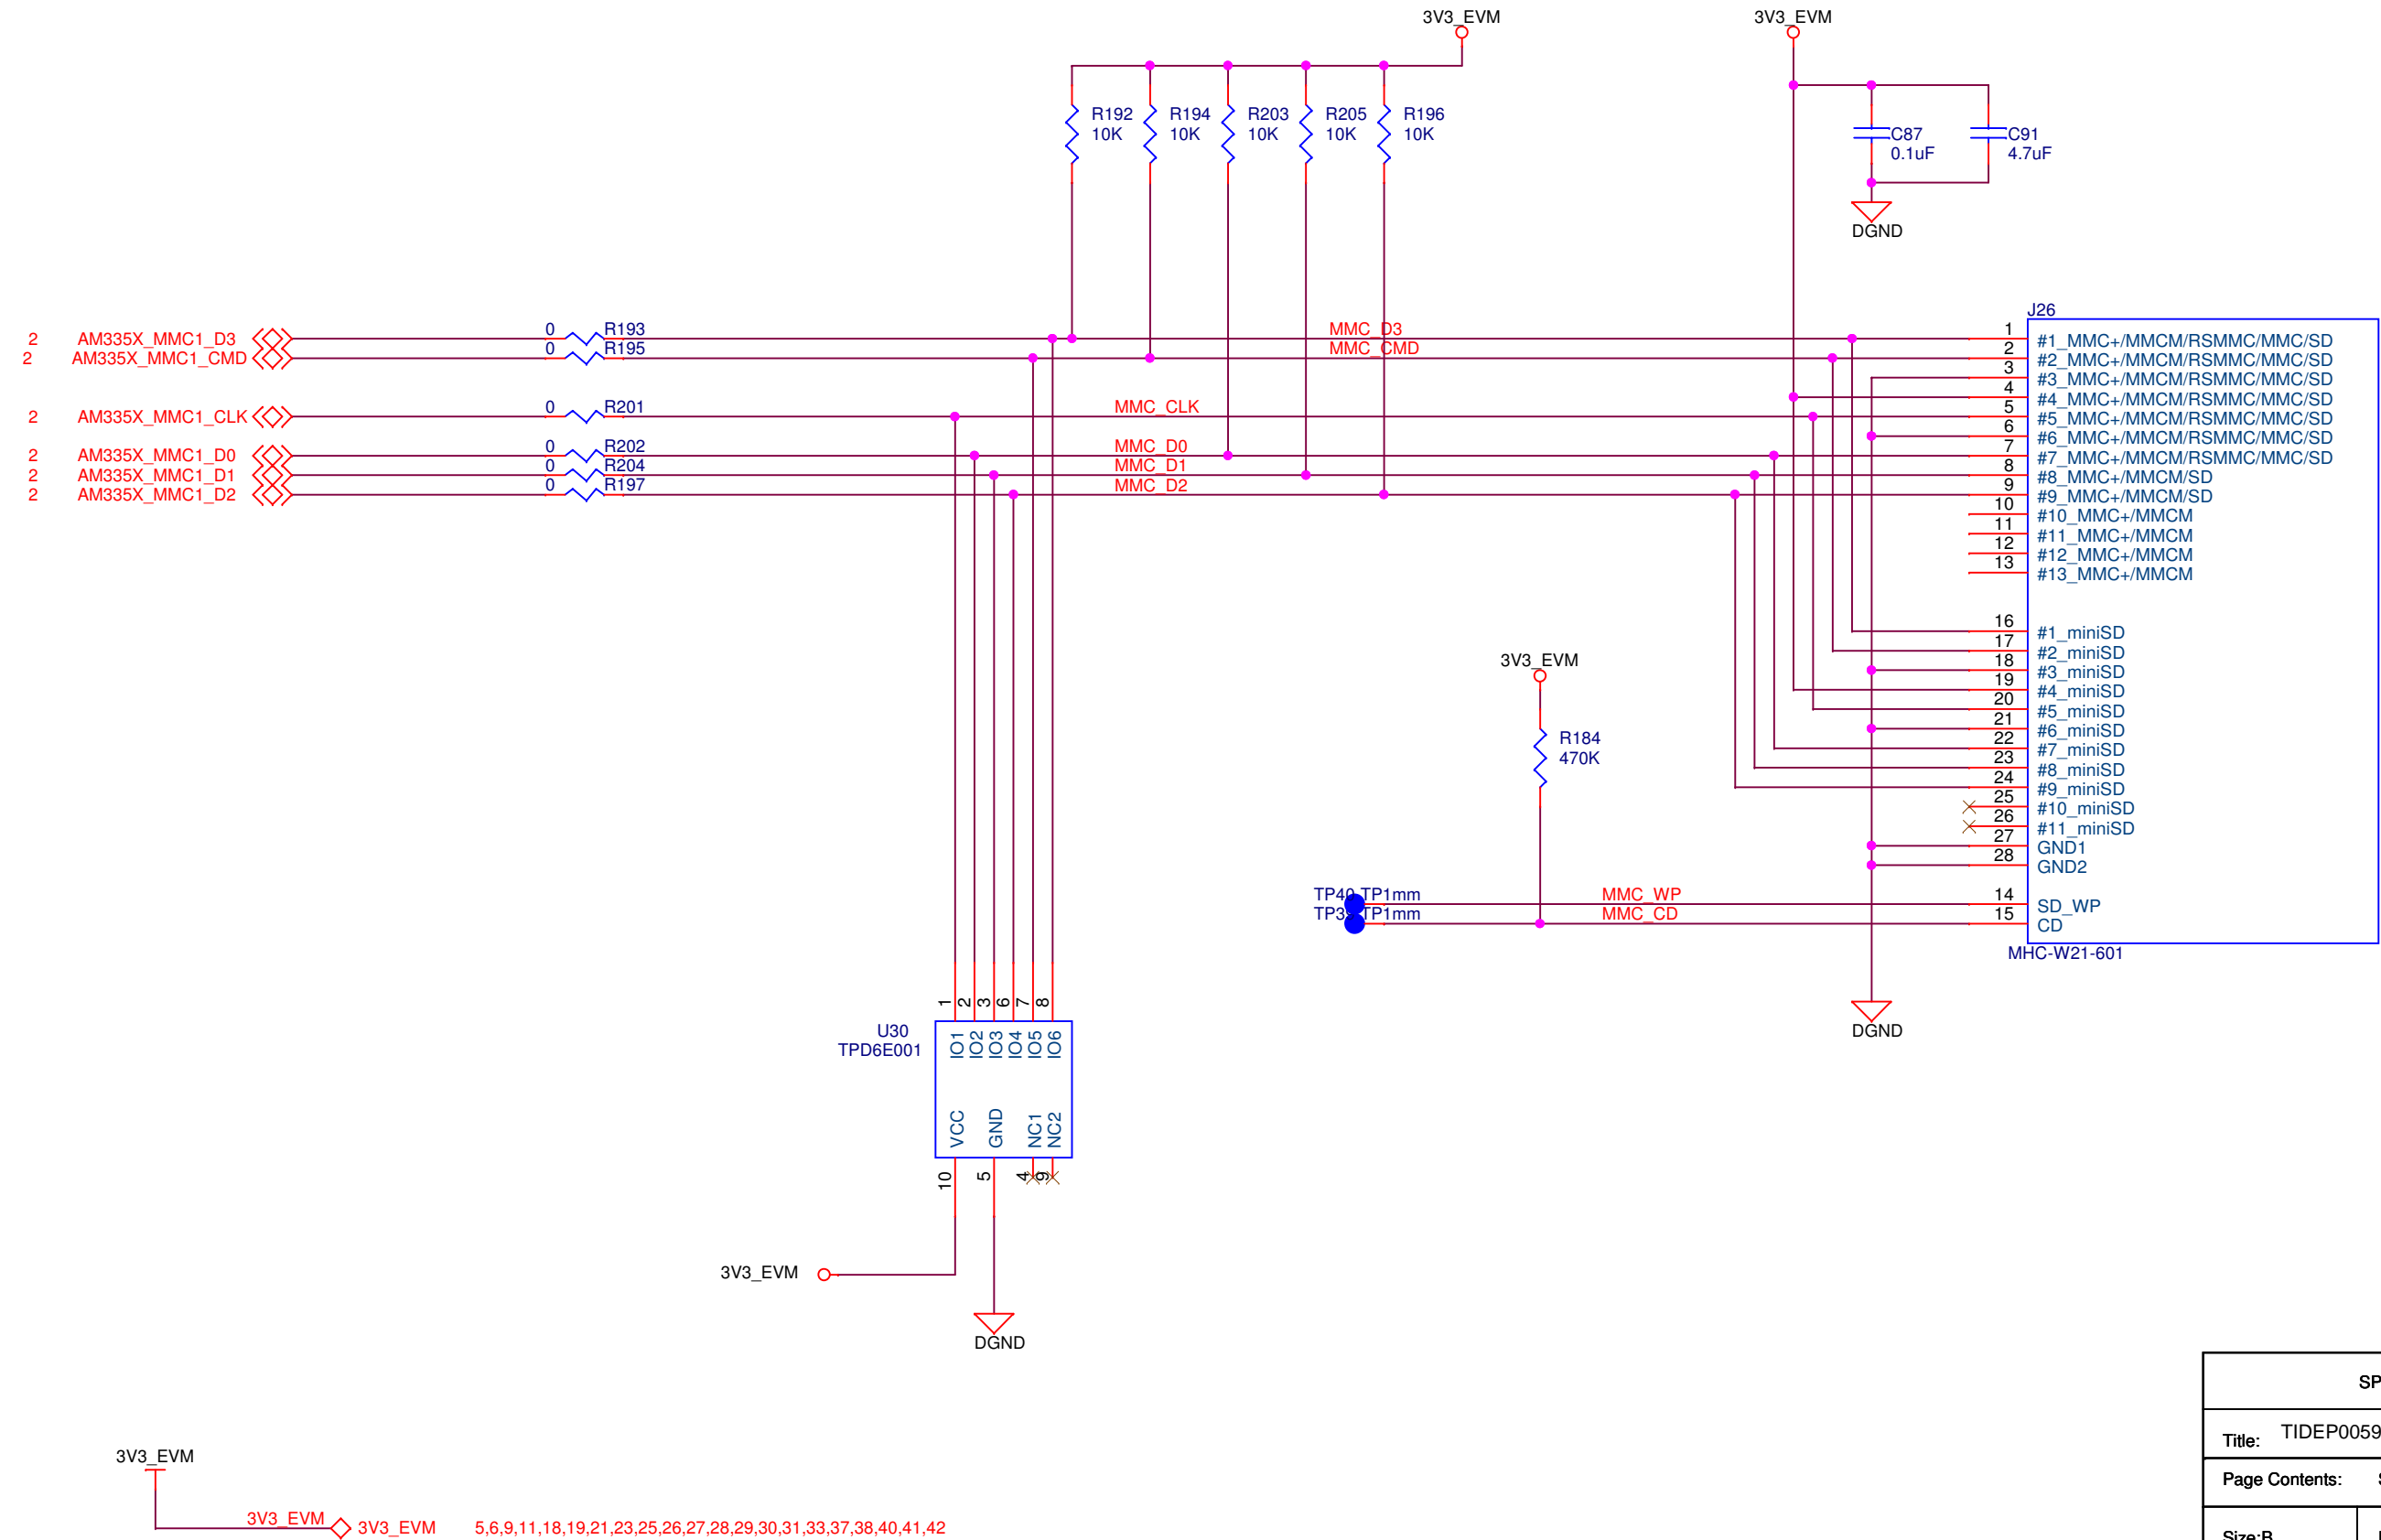 3V3_EVM
3V3_EVM
R192
10K
R194
10K
R203
10K
R205
10K
R196
10K
C87
0.1uF
C91
4.7uF
DGND
2 AM335X_MMC1_D3 0 R193 MMC_D3
2 AM335X_MMC1_CMD 0 R195 MMC_CMD
2 AM335X_MMC1_CLK 0 R201 MMC_CLK
2 AM335X_MMC1_D0 0 R202 MMC_D0
2 AM335X_MMC1_D1 0 R204 MMC_D1
2 AM335X_MMC1_D2 0 R197 MMC_D2
J26
1 #1_MMC+/MMCM/RSMMC/MMC/SD
2 #2_MMC+/MMCM/RSMMC/MMC/SD
3 #3_MMC+/MMCM/RSMMC/MMC/SD
4 #4_MMC+/MMCM/RSMMC/MMC/SD
5 #5_MMC+/MMCM/RSMMC/MMC/SD
6 #6_MMC+/MMCM/RSMMC/MMC/SD
7 #7_MMC+/MMCM/RSMMC/MMC/SD
8 #8_MMC+/MMCM/SD
9 #9_MMC+/MMCM/SD
10 #10_MMC+/MMCM
11 #11_MMC+/MMCM
12 #12_MMC+/MMCM
13 #13_MMC+/MMCM
16 #1_miniSD
17 #2_miniSD
18 #3_miniSD
19 #4_miniSD
20 #5_miniSD
21 #6_miniSD
22 #7_miniSD
23 #8_miniSD
24 #9_miniSD
25 #10_miniSD
26 #11_miniSD
27 GND1
28 GND2
14 SD_WP
15 CD
MHC-W21-601
3V3_EVM
R184
470K
TP40 TP1mm MMC_WP
TP1mm MMC_CD
DGND
U30
TPD6E001
1 2 3 6 7 8
IO1 IO2 IO3 IO4 IO5 IO6
VCC GND NC1 NC2
10 5 4 9
3V3_EVM
DGND
3V3_EVM
3V3_EVM 3V3_EVM 5,6,9,11,18,19,21,23,25,26,27,28,29,30,31,33,37,38,40,41,42
SP
Title: TIDEP0059
Page Contents:
Size:B